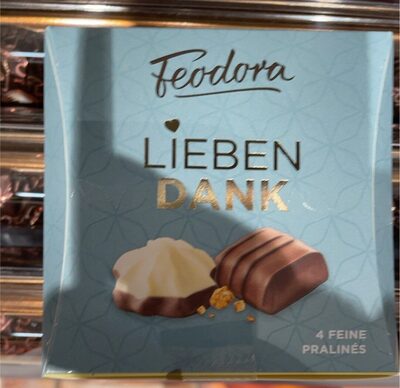 Feodora
LIEBEN
DANK
4 FEINE
PRALINÉS